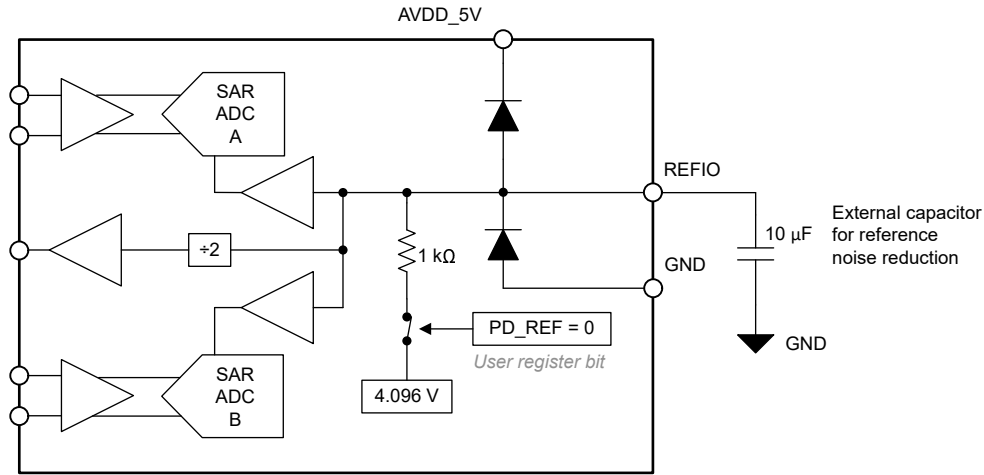 AVDD_5V
SAR
ADC
A
REFIO
÷2
1 kΩ
GND
10 µF
External capacitor
for reference
noise reduction
PD_REF = 0
User register bit
GND
SAR
ADC
B
4.096 V